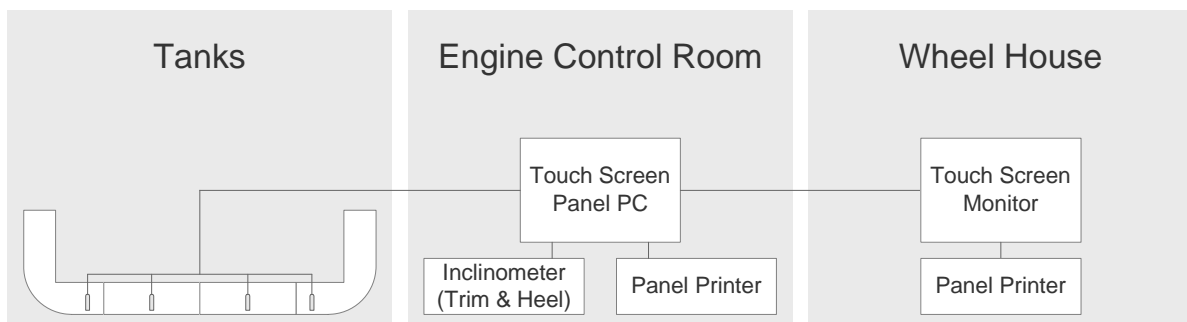 Tanks
Engine Control Room
Wheel House
Touch Screen
Panel PC
Touch Screen
Monitor
Inclinometer
(Trim & Heel)
Panel Printer
Panel Printer